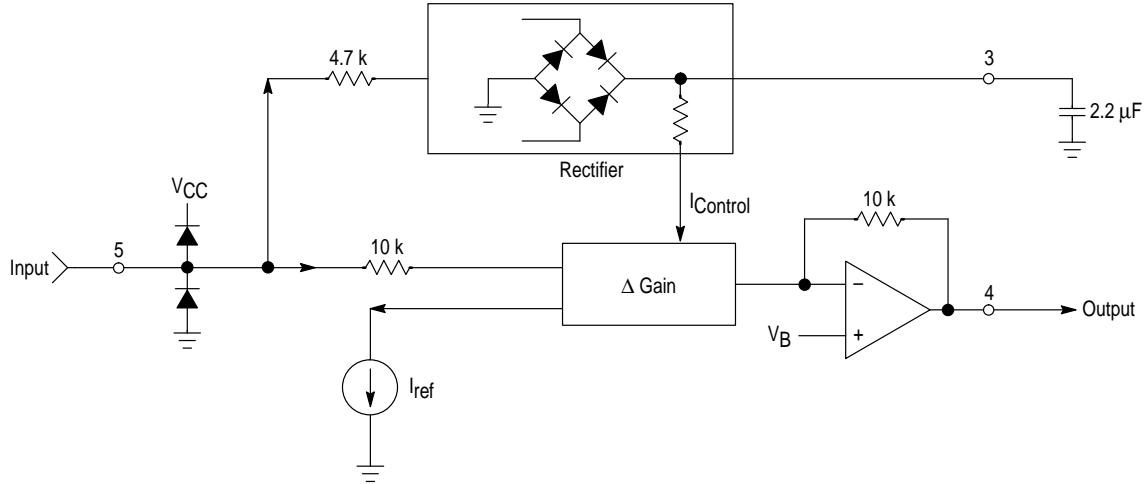 4.7 k
3
2.2 μF
Rectifier
VCC
IControl
10 k
5
10 k
Input
Δ Gain
−
4
Output
VB
+
Iref